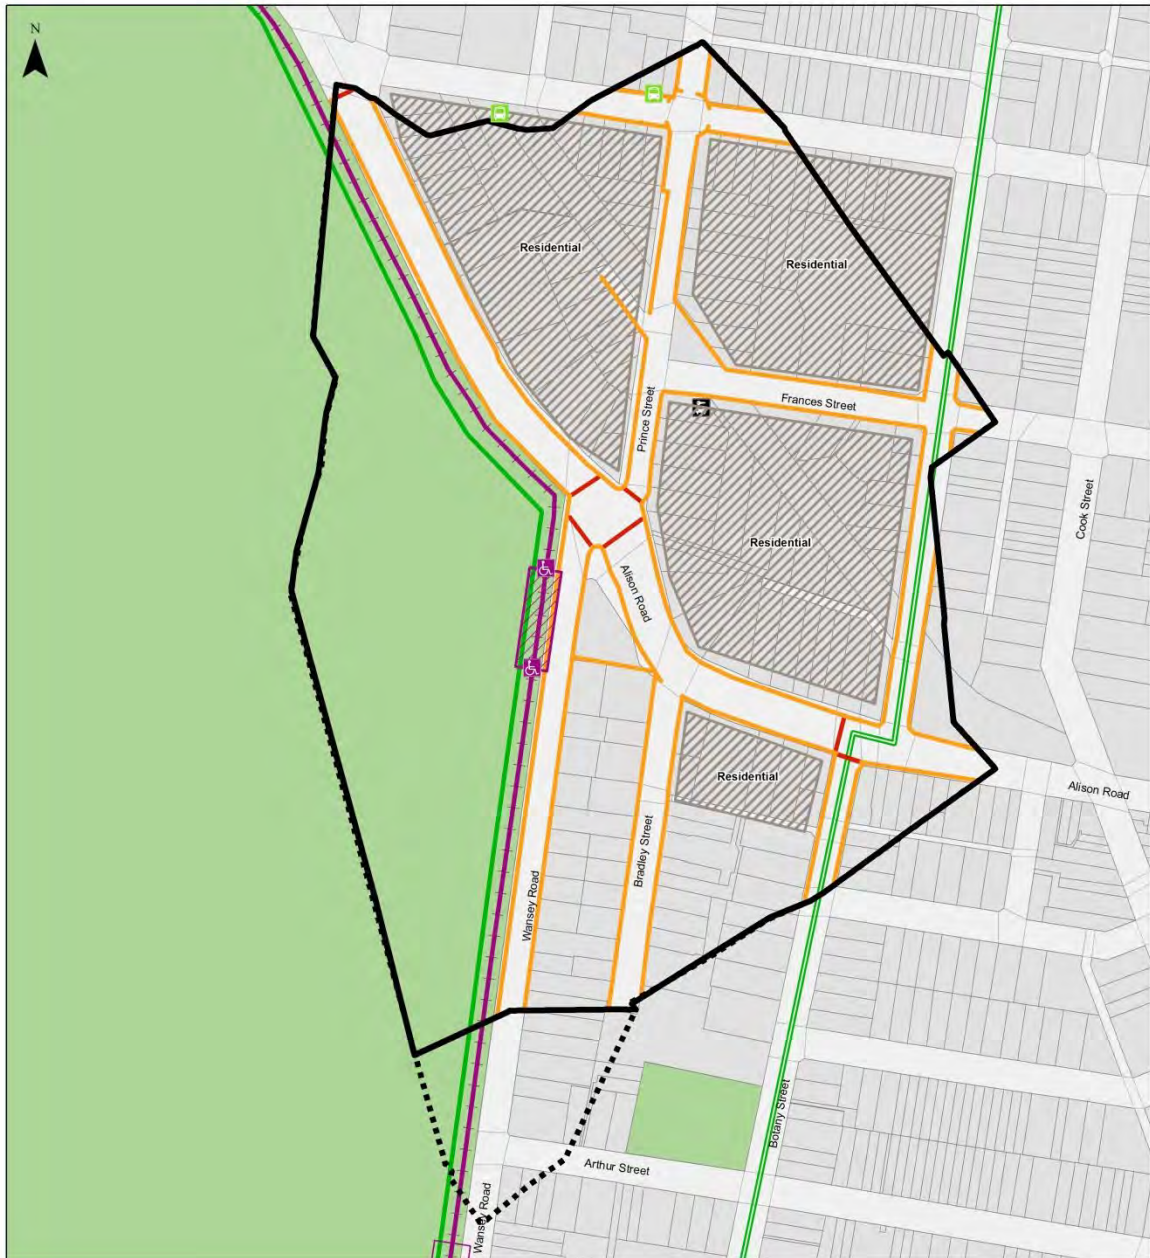 N
Residential
Residential
Frances Street
Prince Street
Cook Street
Residential
Alison Road
Residential
Alison Road
Bradley Street
Wansey Road
Botany Street
Arthur Street
Wansey Road